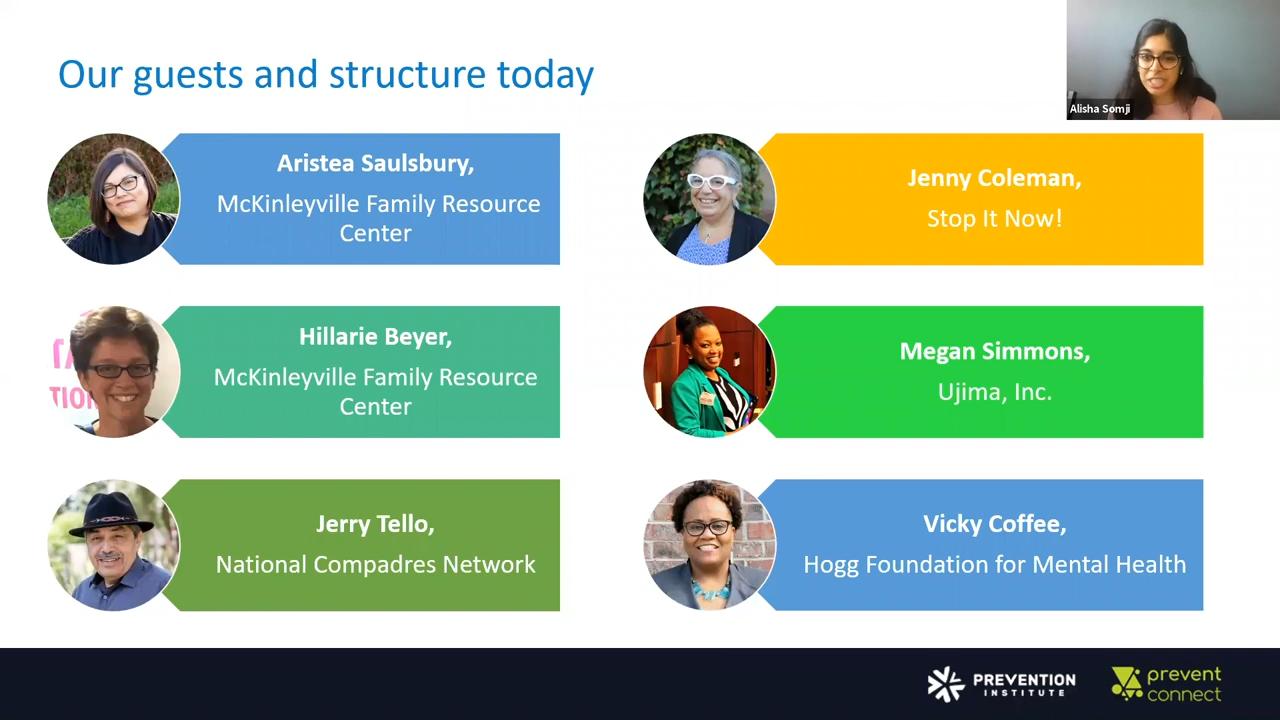 Our guests and structure today
Alisha Somji
Aristea Saulsbury,
McKinleyville Family Resource
Center
Jenny Coleman,
Stop It Now!
Hillarie Beyer,
McKinleyville Family Resource
Center
Megan Simmons,
Ujima, Inc.
Jerry Tello,
National Compadres Network
Vicky Coffee,
Hogg Foundation for Mental Health
PREVENTION
INSTITUTE
prevent
connect